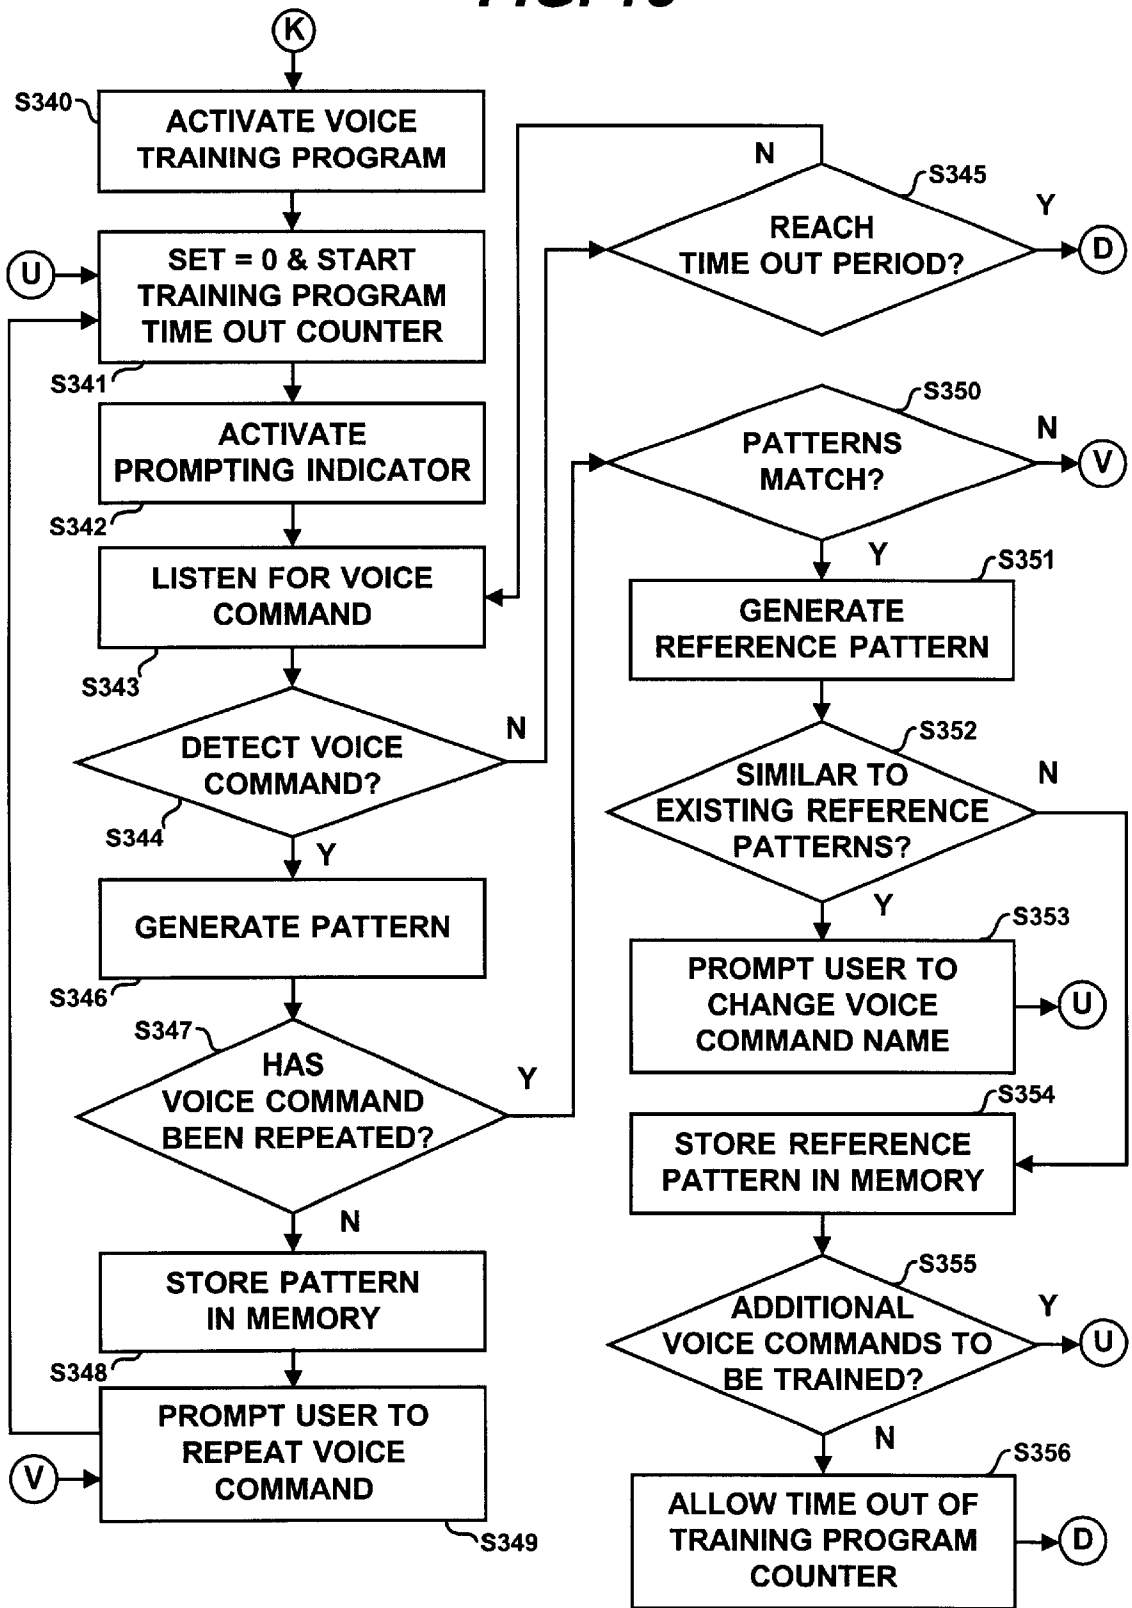 K
S340
ACTIVATE VOICE
TRAINING PROGRAM
U
SET = 0 & START
TRAINING PROGRAM
TIME OUT COUNTER
S341
ACTIVATE
PROMPTING INDICATOR
S342
LISTEN FOR VOICE
COMMAND
S343
DETECT VOICE
COMMAND?
N
S344
Y
GENERATE PATTERN
S346
S347
HAS
VOICE COMMAND
BEEN REPEATED?
Y
N
STORE PATTERN
IN MEMORY
S348
PROMPT USER TO
REPEAT VOICE
COMMAND
V
S349
N
S345
REACH
TIME OUT PERIOD?
Y
D
S350
PATTERNS
MATCH?
N
V
Y
S351
GENERATE
REFERENCE PATTERN
S352
SIMILAR TO
EXISTING REFERENCE
PATTERNS?
N
Y
S353
PROMPT USER TO
CHANGE VOICE
COMMAND NAME
U
S354
STORE REFERENCE
PATTERN IN MEMORY
S355
ADDITIONAL
VOICE COMMANDS TO
BE TRAINED?
Y
U
N
S356
ALLOW TIME OUT OF
TRAINING PROGRAM
COUNTER
D